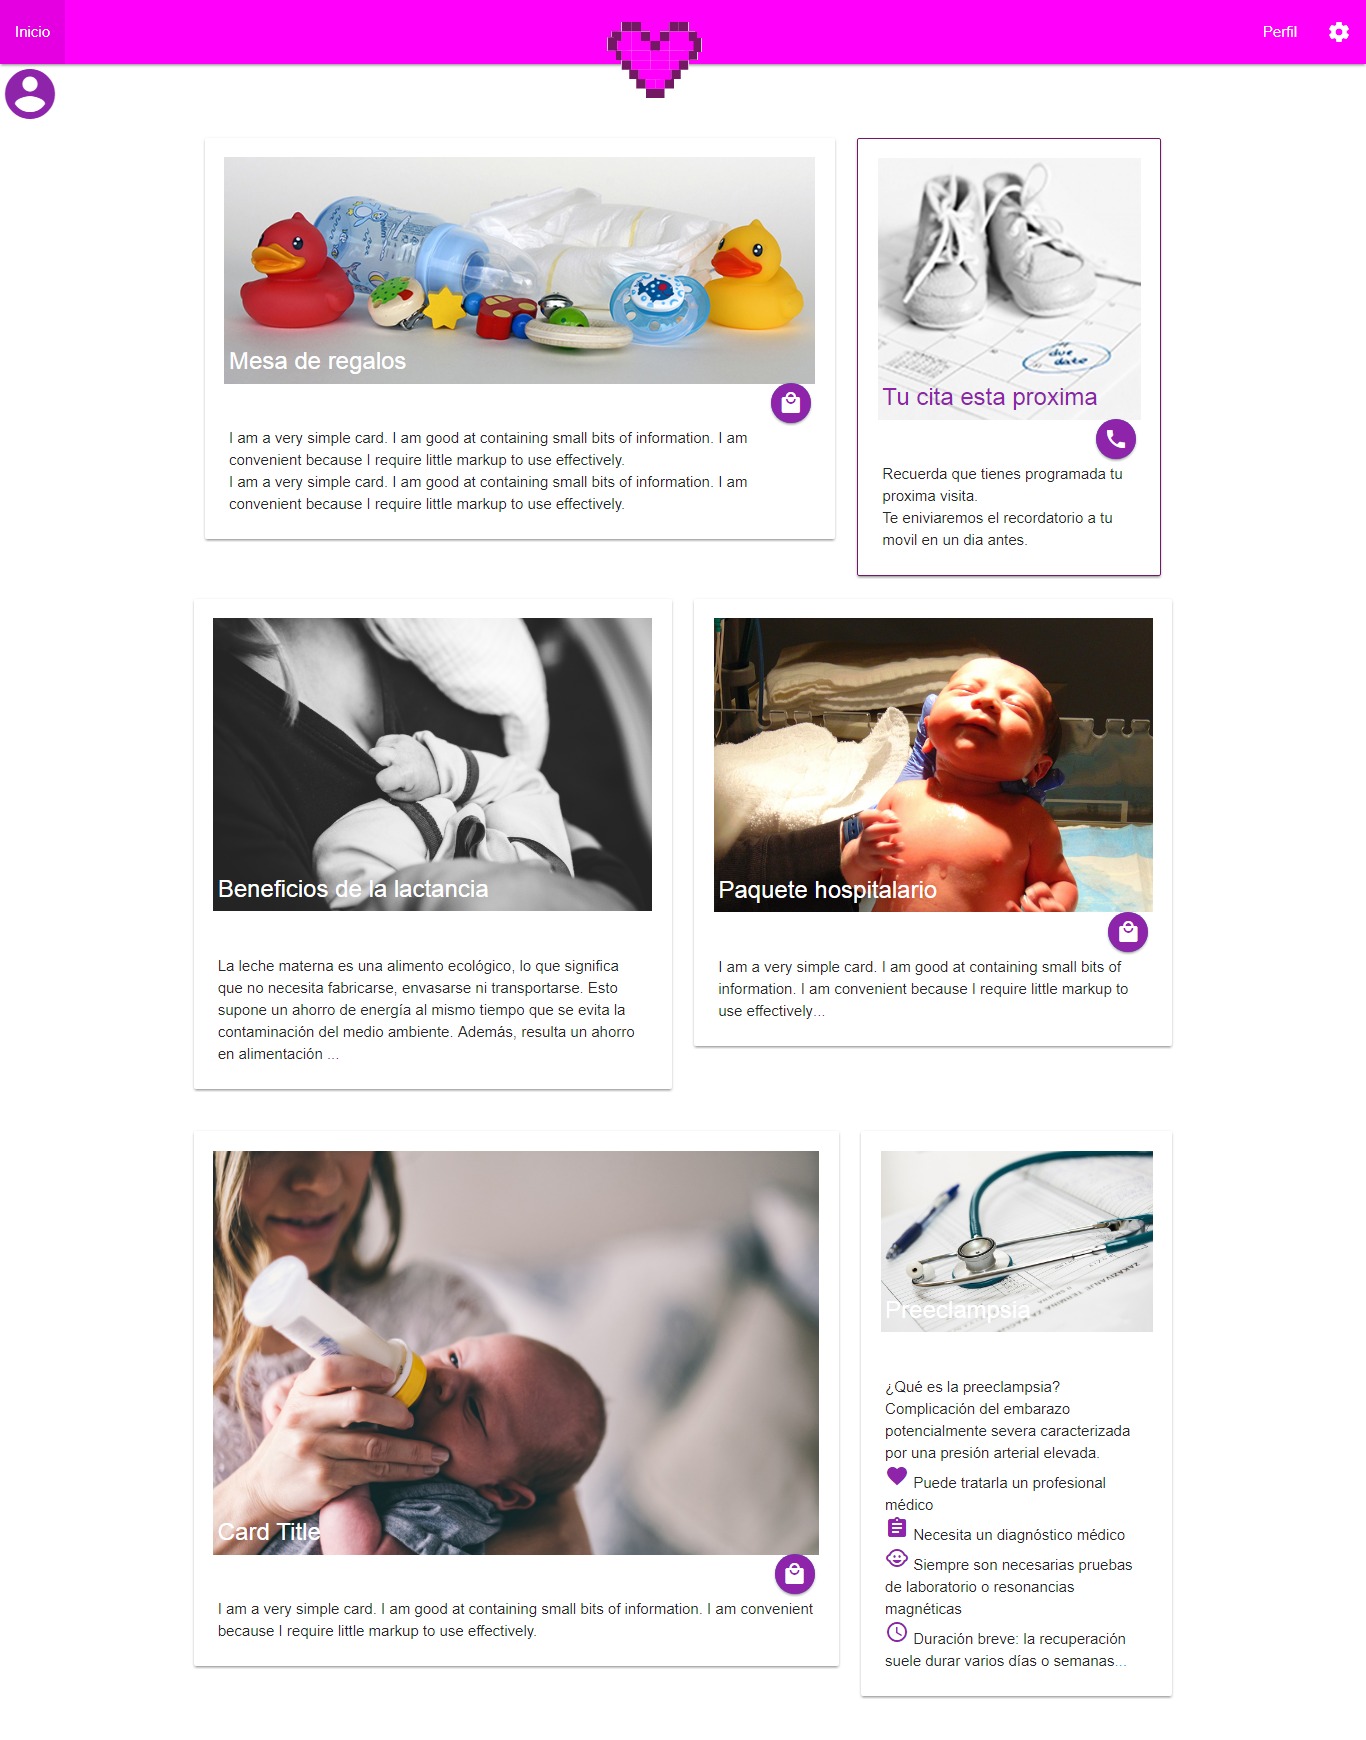 Inicio
Perfil
Mesa de regalos
I am a very simple card. I am good at containing small bits of information. I am
convenient because I require little markup to use effectively.
I am a very simple card. I am good at containing small bits of information. I am
convenient because I require little markup to use effectively.
my
due
date
Tu cita esta proxima
Recuerda que tienes programada tu
proxima visita.
Te eniviaremos el recordatorio a tu
movil en un dia antes.
Beneficios de la lactancia
La leche materna es una alimento ecológico, lo que significa
que no necesita fabricarse, envasarse ni transportarse. Esto
supone un ahorro de energía al mismo tiempo que se evita la
contaminación del medio ambiente. Además, resulta un ahorro
en alimentación ...
Paquete hospitalario
I am a very simple card. I am good at containing small bits of
information. I am convenient because I require little markup to
use effectively...
Card Title
I am a very simple card. I am good at containing small bits of information. I am convenient
because I require little markup to use effectively.
Preeclampsia
¿Qué es la preeclampsia?
Complicación del embarazo
potencialmente severa caracterizada
por una presión arterial elevada.
Puede tratarla un profesional
médico
Necesita un diagnóstico médico
Siempre son necesarias pruebas
de laboratorio o resonancias
magnéticas
Duración breve: la recuperación
suele durar varios días o semanas...